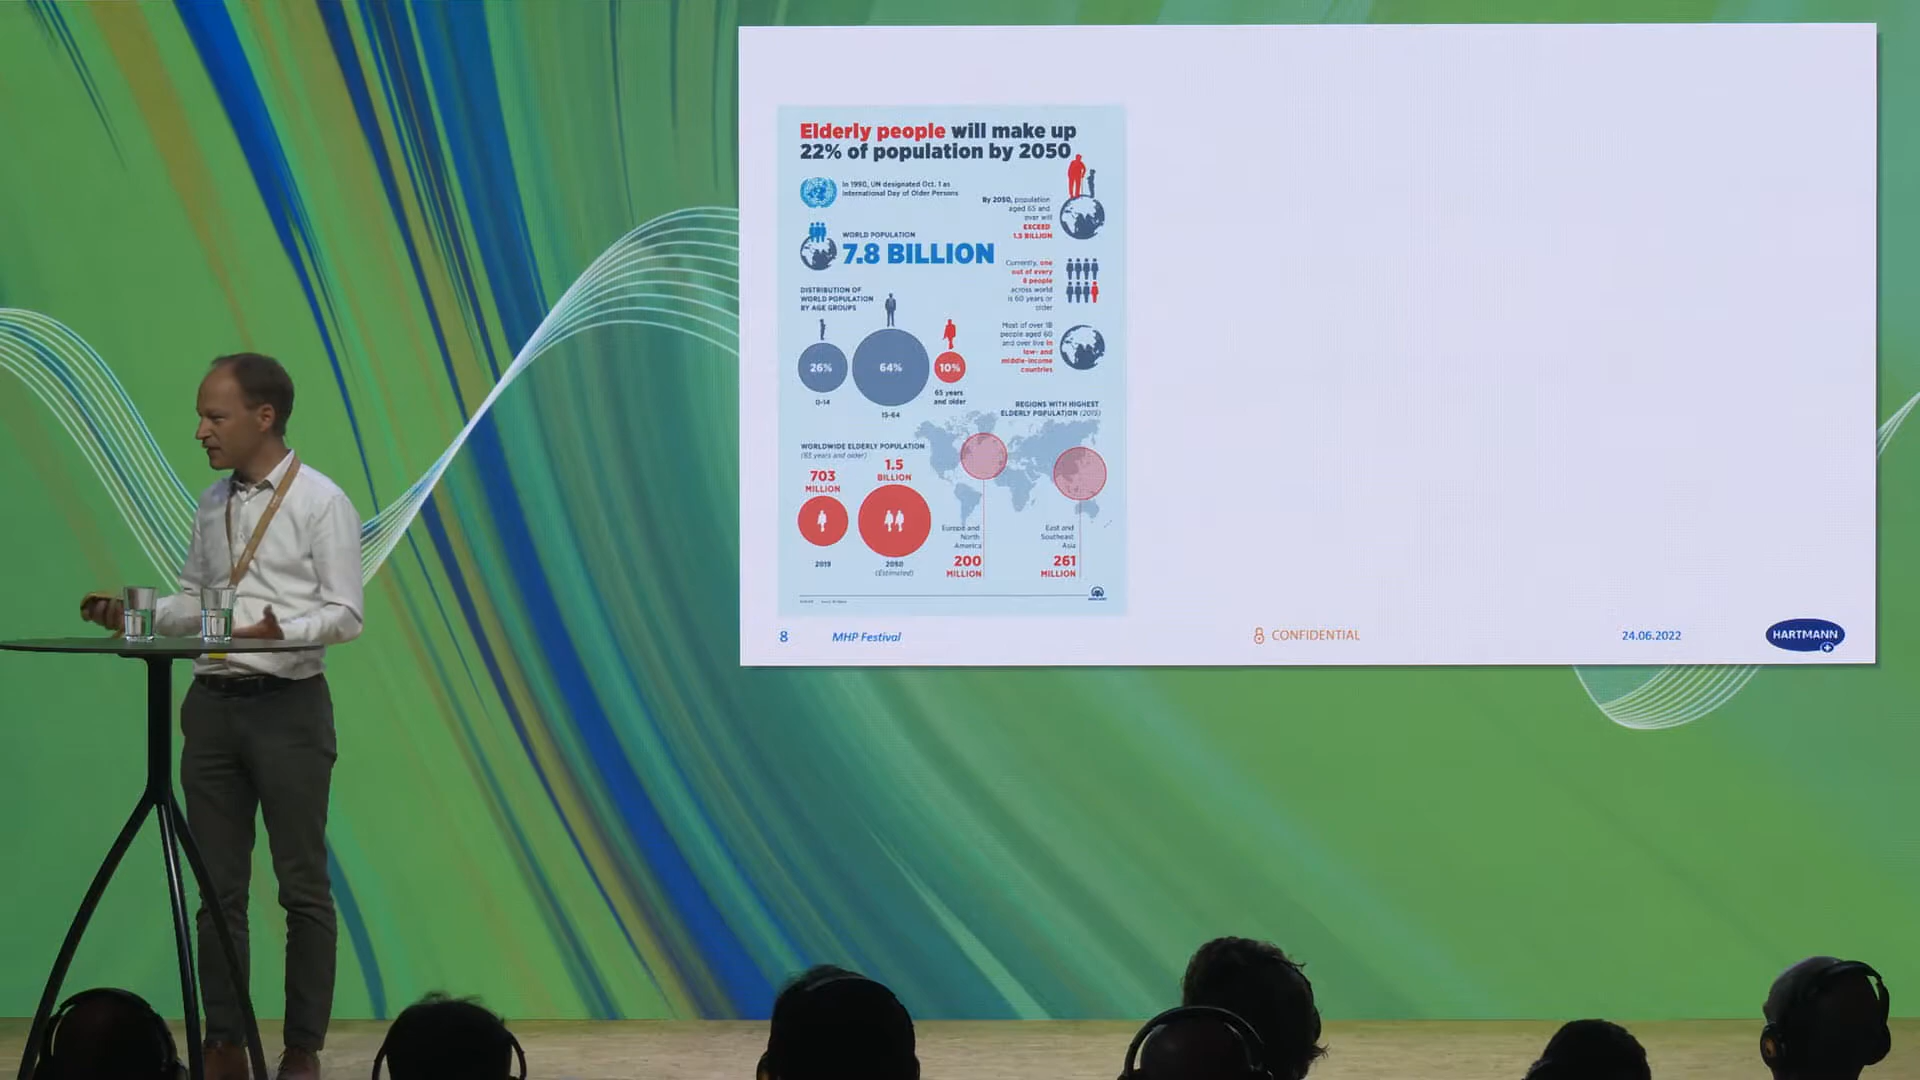 Elderly people will make up
22% of population by 2050
In 1990, UN designated Oct. 1 as
International Day of Older Persons
By 2050, population
aged 65 and
over will
EXCEED
1.5 BILLION
WORLD POPULATION
7.8 BILLION
Currently, one
out of every
8 people
across world
is 60 years or
older
DISTRIBUTION OF
WORLD POPULATION
BY AGE GROUPS
26%
64%
10%
0-14
15-64
65 years
and older
Most of over 18
people aged 60
and over live in
low- and
middle-income
countries
REGIONS WITH HIGHEST
ELDERLY POPULATION (2019)
WORLDWIDE ELDERLY POPULATION
(65 years and older)
703
MILLION
1.5
BILLION
2019
2050
(Estimated)
Europe and
North
America
200
MILLION
East and
Southeast
Asia
261
MILLION
8
MHP Festival
CONFIDENTIAL
24.06.2022
HARTMANN